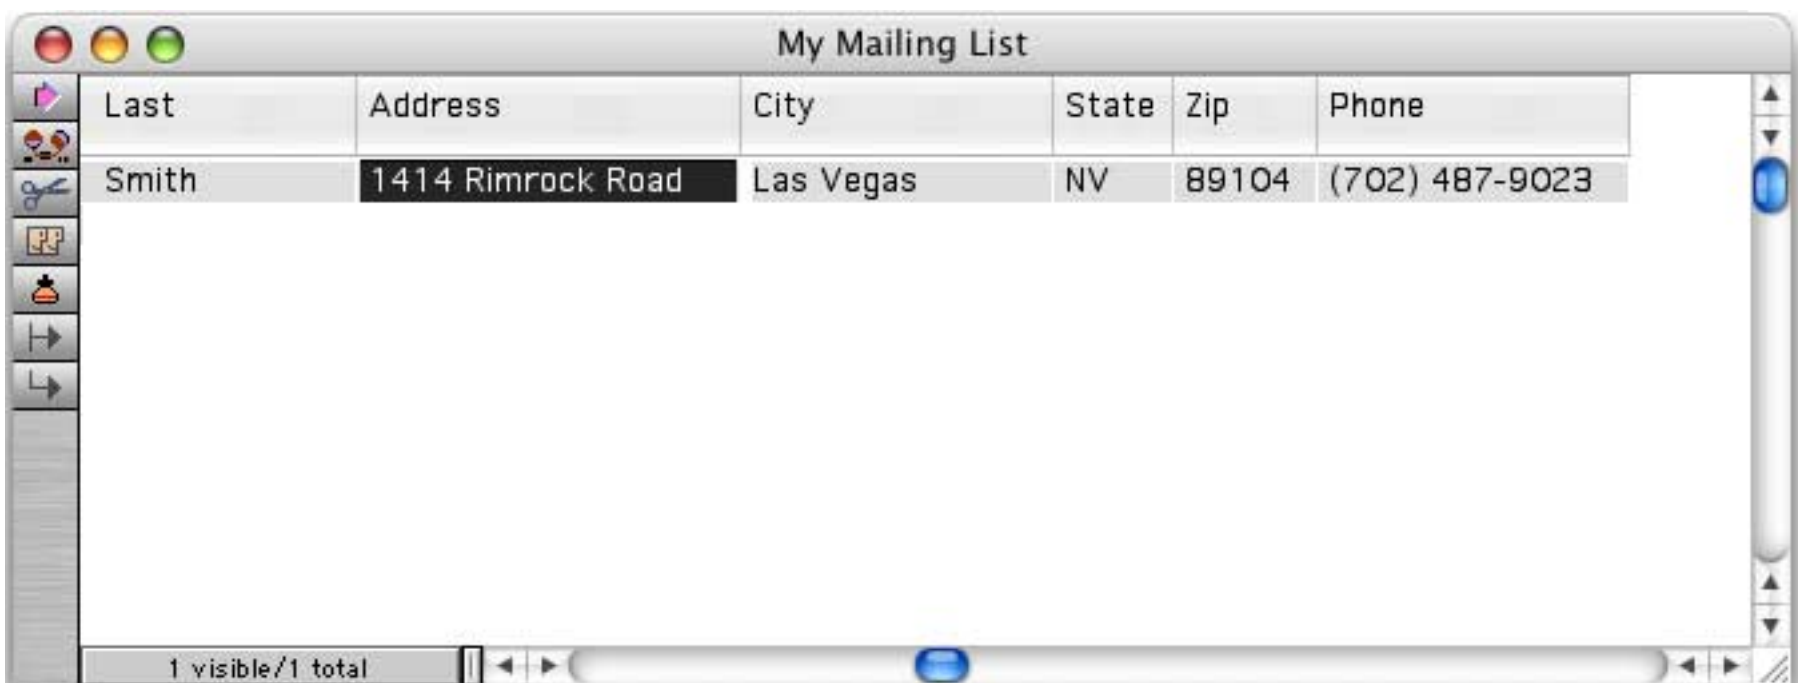 My Mailing List
Last Address City State Zip Phone
Smith 1414 Rimrock Road Las Vegas NV 89104 (702) 487-9023
1 visible/1 total